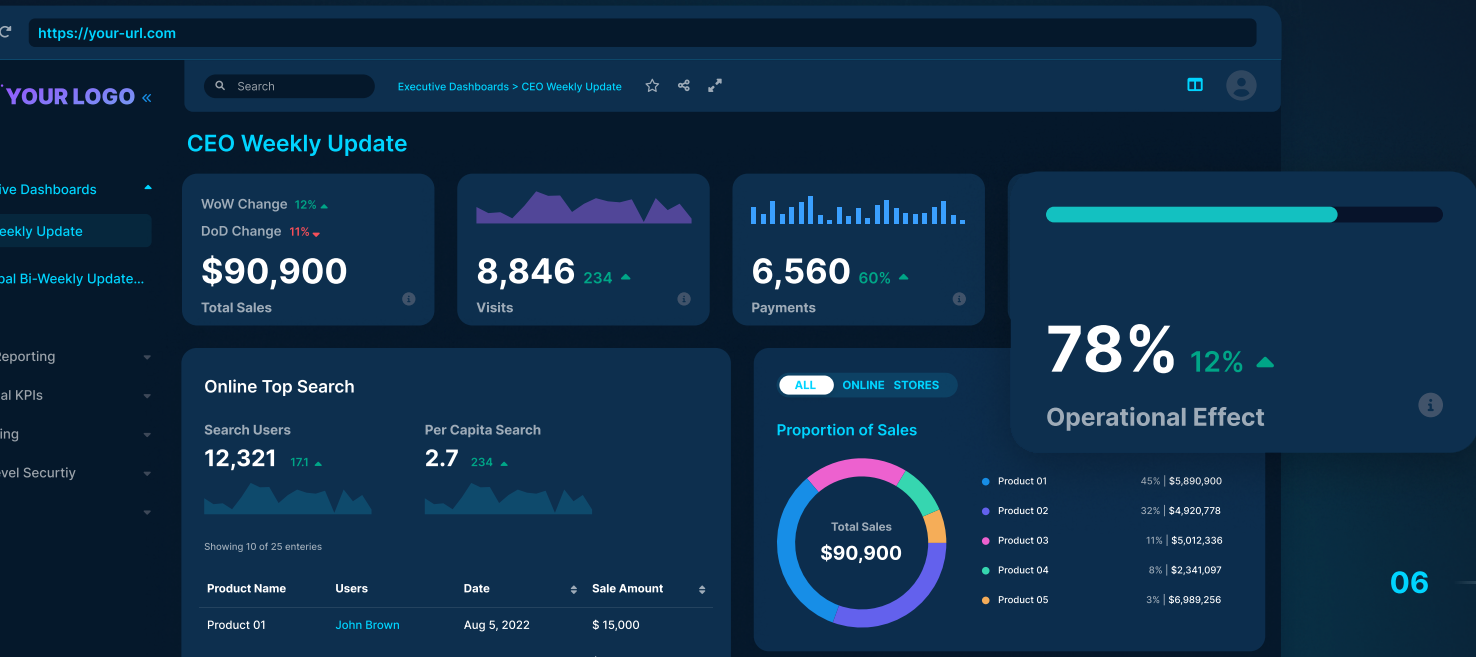 https://your-url.com
YOUR LOGO «
Search
Executive Dashboards > CEO Weekly Update
CEO Weekly Update
ive Dashboards
eekly Update
bal Bi-Weekly Update...
Reporting
al KPIs
ing
evel Securtiy
WoW Change 12%
DoD Change 11%
$90,900
Total Sales
8,846 234
Visits
6,560 60%
Payments
78% 12%
Operational Effect
Online Top Search
Search Users
12,321 17.1
Per Capita Search
2.7 234
Showing 10 of 25 enteries
Product Name Users Date Sale Amount
Product 01 John Brown Aug 5, 2022 $ 15,000
ALL ONLINE STORES
Proportion of Sales
Total Sales
$90,900
Product 01 45% | $5,890,900
Product 02 32% | $4,920,778
Product 03 11% | $5,012,336
Product 04 8% | $2,341,097
Product 05 3% | $6,989,256
06